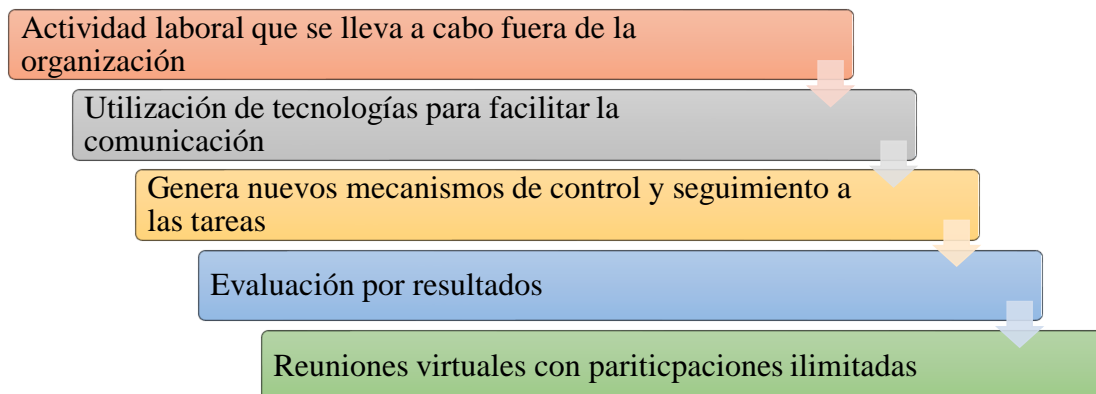 Actividad laboral que se lleva a cabo fuera de la
organización
Utilización de tecnologías para facilitar la
comunicación
Genera nuevos mecanismos de control y seguimiento a
las tareas
Evaluación por resultados
Reuniones virtuales con pariticpaciones ilimitadas